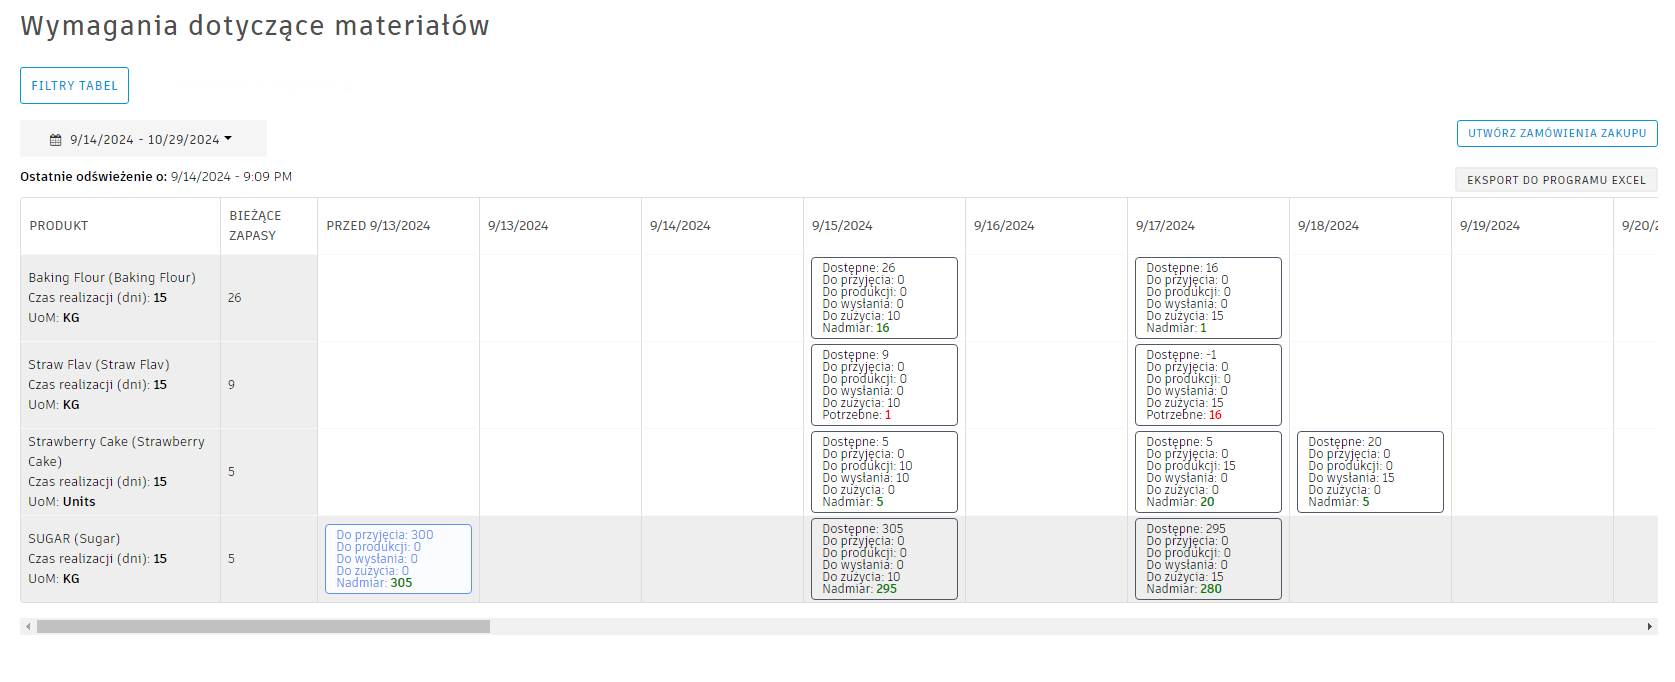 Wymagania dotyczące materiałów
FILTRY TABEL
9/14/2024 - 10/29/2024
UTWÓRZ ZAMÓWIENIA ZAKUPU
Ostatnie odświeżenie o: 9/14/2024 - 9:09 PM
EKSPORT DO PROGRAMU EXCEL
PRODUKT
BIEŻĄCE
ZAPASY
PRZED 9/13/2024
9/13/2024
9/14/2024
9/15/2024
9/16/2024
9/17/2024
9/18/2024
9/19/2024
9/20/2
Baking Flour (Baking Flour)
Czas realizacji (dni): 15
UoM: KG
26
Dostępne: 26
Do przyjęcia: 0
Do produkcji: 0
Do wysłania: 0
Do zużycia: 10
Nadmiar: 16
Dostępne: 16
Do przyjęcia: 0
Do produkcji: 0
Do wysłania: 0
Do zużycia: 15
Nadmiar: 1
Straw Flav (Straw Flav)
Czas realizacji (dni): 15
UoM: KG
9
Dostępne: 9
Do przyjęcia: 0
Do produkcji: 0
Do wysłania: 0
Do zużycia: 10
Potrzebne: 1
Dostępne: -1
Do przyjęcia: 0
Do produkcji: 0
Do wysłania: 0
Do zużycia: 15
Potrzebne: 16
Strawberry Cake (Strawberry
Cake)
Czas realizacji (dni): 15
UoM: Units
5
Dostępne: 5
Do przyjęcia: 0
Do produkcji: 10
Do wysłania: 10
Do zużycia: 0
Nadmiar: 5
Dostępne: 5
Do przyjęcia: 0
Do produkcji: 15
Do wysłania: 0
Do zużycia: 0
Nadmiar: 20
Dostępne: 20
Do przyjęcia: 0
Do produkcji: 0
Do wysłania: 15
Do zużycia: 0
Nadmiar: 5
SUGAR (Sugar)
Czas realizacji (dni): 15
UoM: KG
5
Do przyjęcia: 300
Do produkcji: 0
Do wysłania: 0
Do zużycia: 0
Nadmiar: 305
Dostępne: 305
Do przyjęcia: 0
Do produkcji: 0
Do wysłania: 0
Do zużycia: 10
Nadmiar: 295
Dostępne: 295
Do przyjęcia: 0
Do produkcji: 0
Do wysłania: 0
Do zużycia: 15
Nadmiar: 280